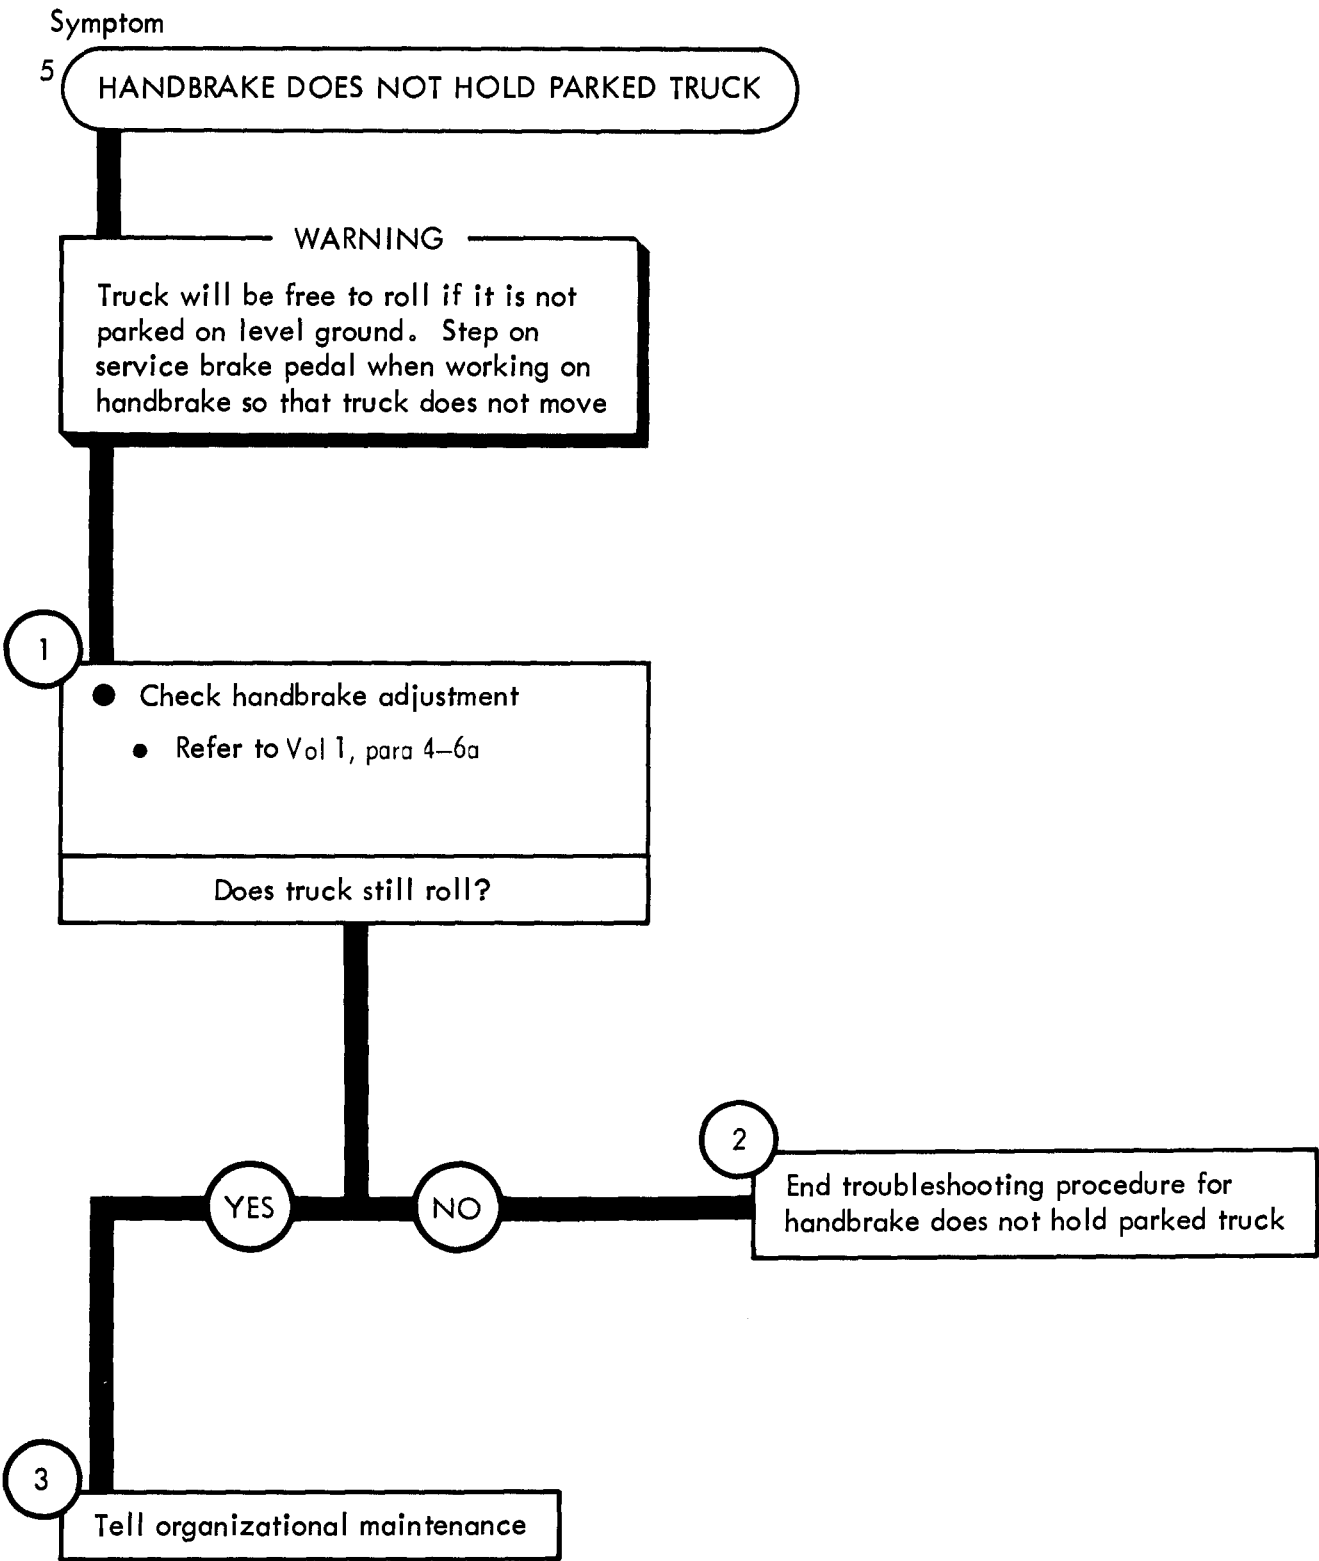 Symptom
5
HANDBRAKE DOES NOT HOLD PARKED TRUCK
WARNING
Truck will be free to roll if it is not
parked on level ground. Step on
service brake pedal when working on
handbrake so that truck does not move
1
● Check handbrake adjustment
● Refer to Vol 1, para 4–6a
Does truck still roll?
YES
NO
2
End troubleshooting procedure for
handbrake does not hold parked truck
3
Tell organizational maintenance